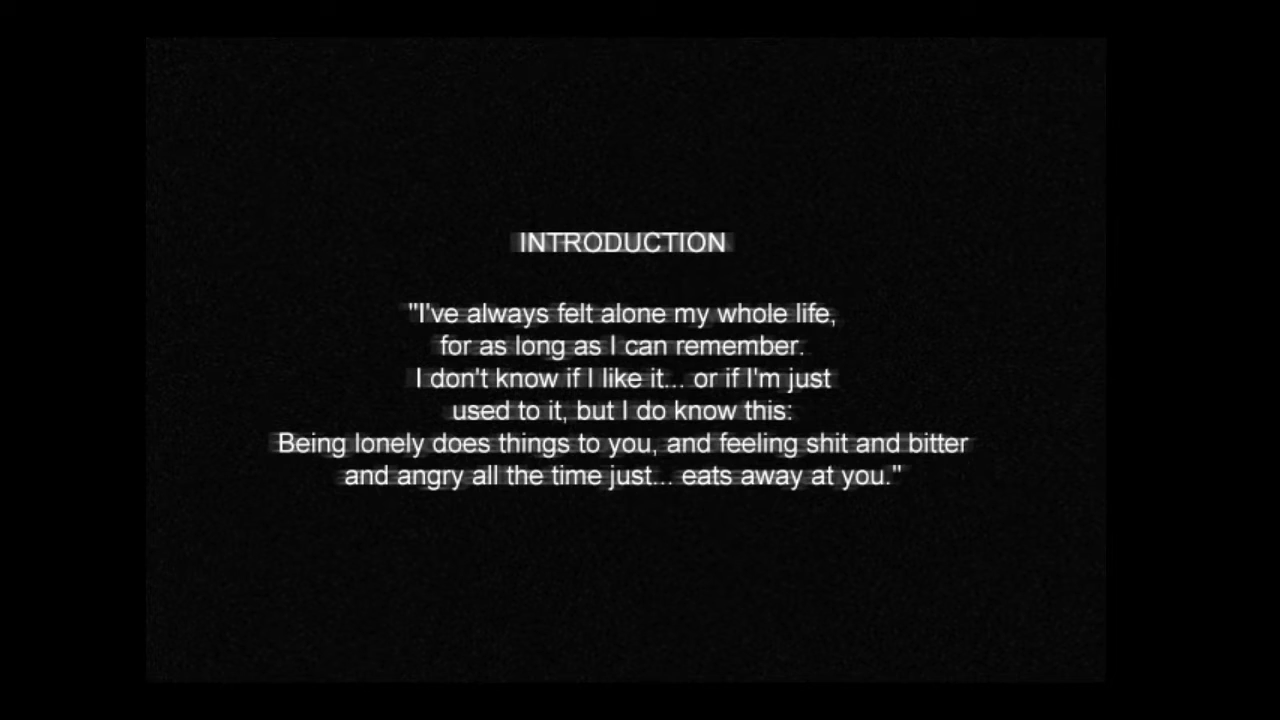 INTRODUCTION
"I've always felt alone my whole life,
for as long as I can remember.
I don't know if I like it... or if I'm just
used to it, but I do know this:
Being lonely does things to you, and feeling shit and bitter
and angry all the time just... eats away at you."